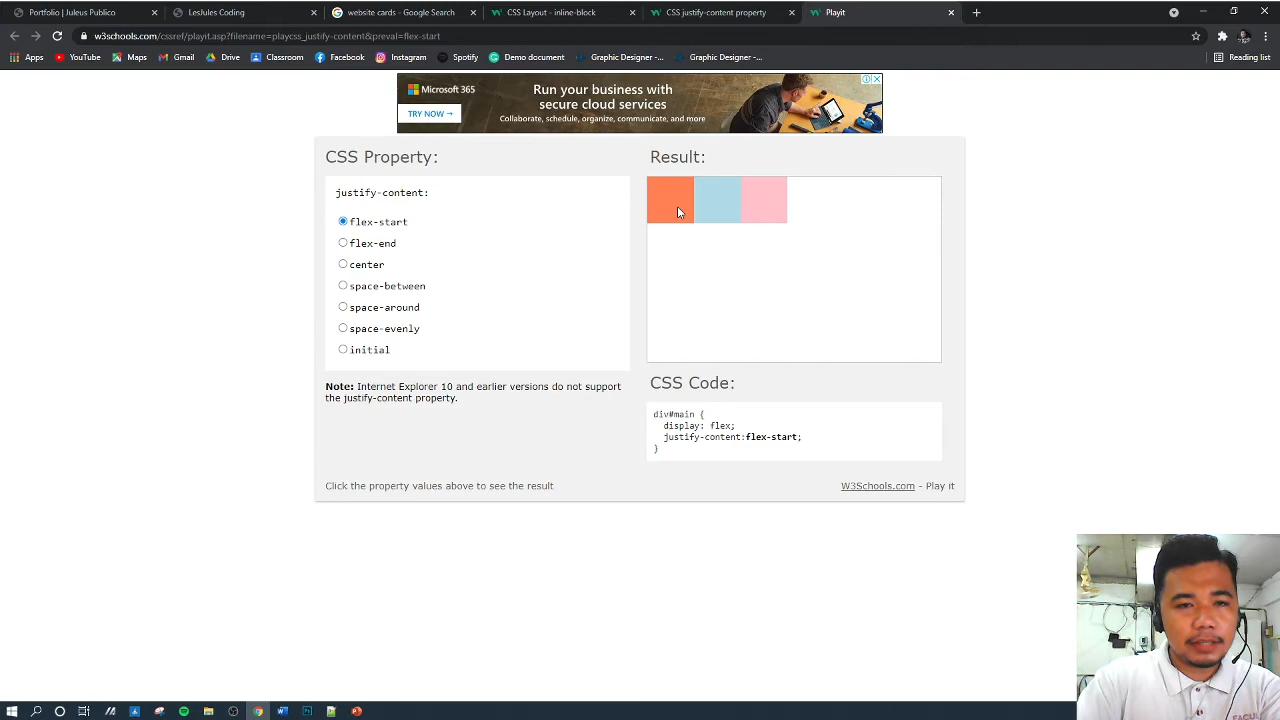 Portfolio | Juleus Publico
LesJules Coding
website cards - Google Search
CSS Layout - inline-block
CSS justify-content property
Playit
w3schools.com/cssref/playit.asp?filename=playcss_justify-content&preval=flex-start
Apps
YouTube
Maps
Gmail
Drive
Classroom
Facebook
Instagram
Spotify
Demo document
Graphic Designer -...
Graphic Designer -...
Reading list
Microsoft 365
TRY NOW →
Run your business with
secure cloud services
Collaborate, schedule, organize, communicate, and more
CSS Property:
justify-content:
flex-start
flex-end
center
space-between
space-around
space-evenly
initial
Note: Internet Explorer 10 and earlier versions do not support
the justify-content property.
Result:
CSS Code:
div#main {
display: flex;
justify-content:flex-start;
}
Click the property values above to see the result
W3Schools.com - Play it